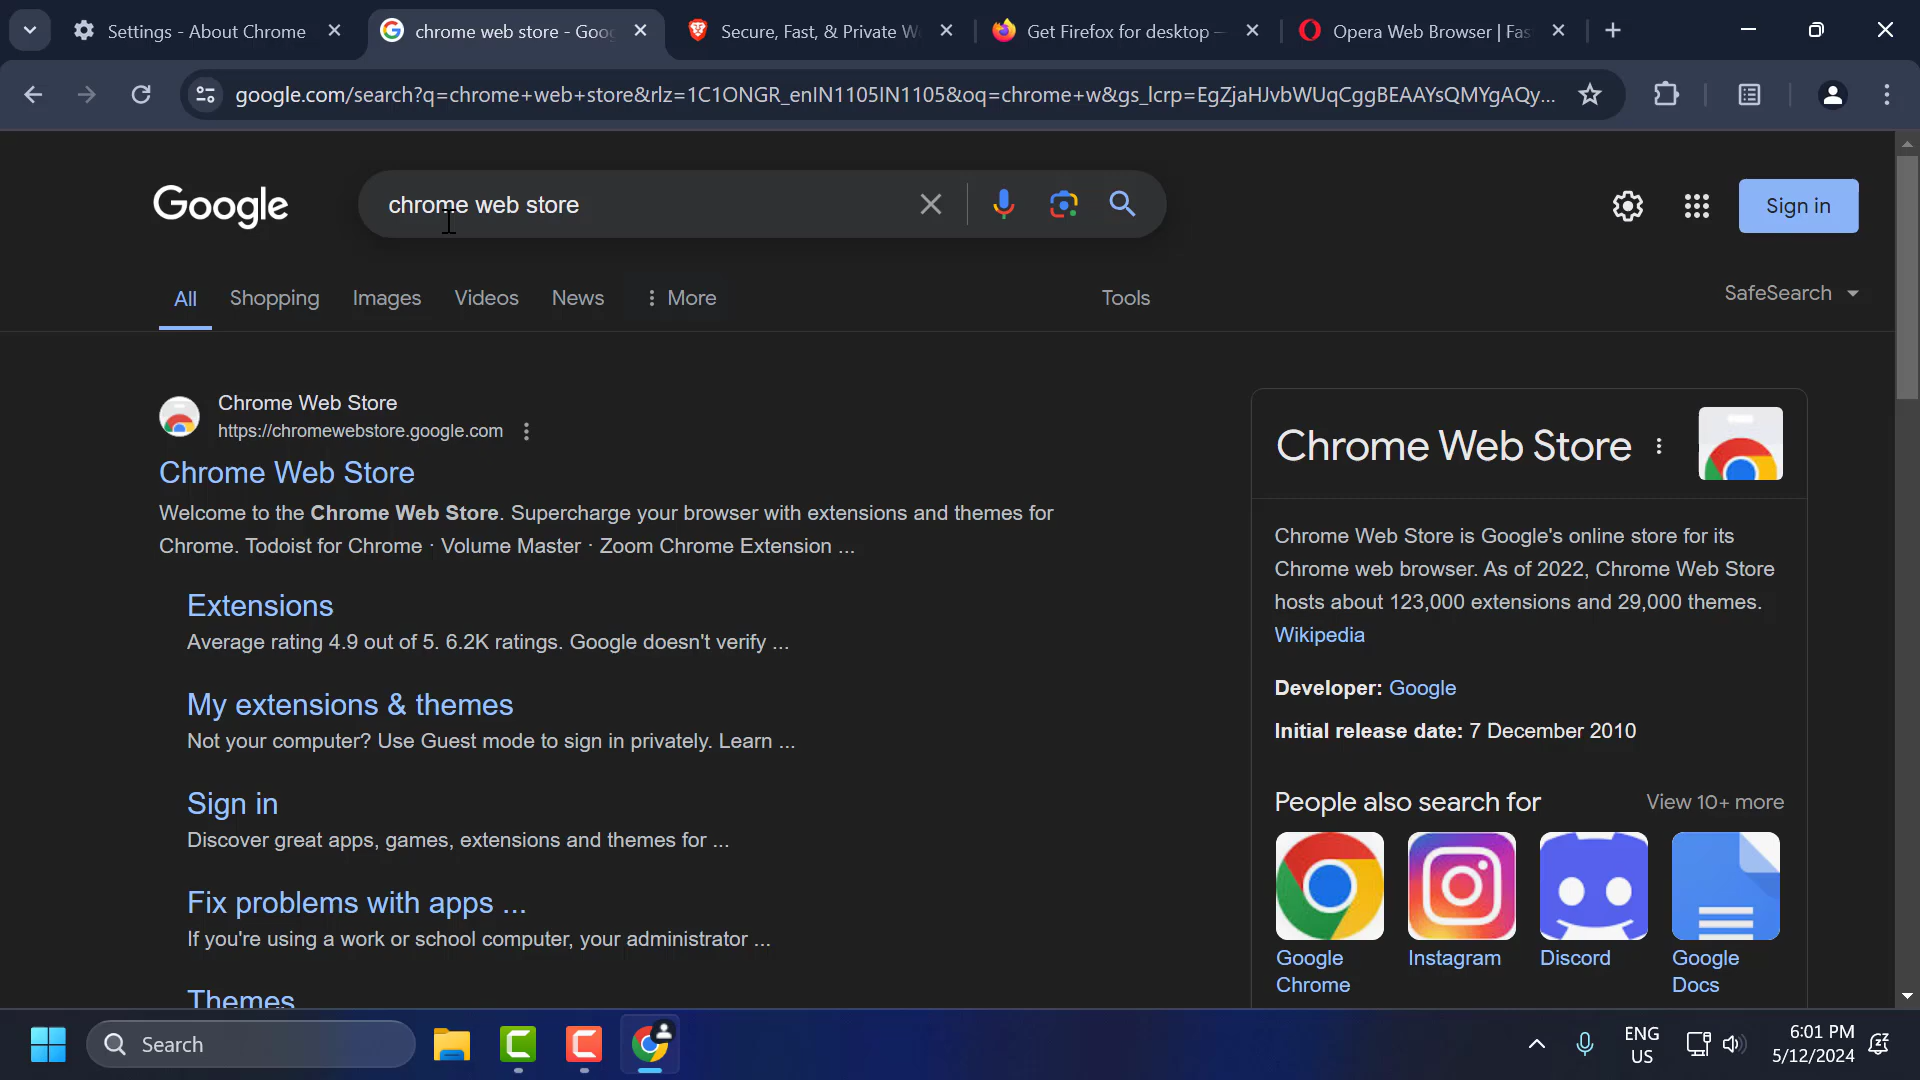 Settings - About Chrome
chrome web store - Goo
Secure, Fast, & Private W
Get Firefox for desktop —
Opera Web Browser | Fas
google.com/search?q=chrome+web+store&rlz=1C1ONGR_enIN1105IN1105&oq=chrome+w&gs_lcrp=EgZjaHJvbWUqCggBEAAYsQMYgAQy...
Google
chrome web store
Sign in
All
Shopping
Images
Videos
News
More
Tools
SafeSearch
Chrome Web Store
https://chromewebstore.google.com
Chrome Web Store
Welcome to the Chrome Web Store. Supercharge your browser with extensions and themes for
Chrome. Todoist for Chrome · Volume Master · Zoom Chrome Extension ...
Extensions
Average rating 4.9 out of 5. 6.2K ratings. Google doesn't verify ...
My extensions & themes
Not your computer? Use Guest mode to sign in privately. Learn ...
Sign in
Discover great apps, games, extensions and themes for ...
Fix problems with apps ...
If you're using a work or school computer, your administrator ...
Themes
Chrome Web Store
Chrome Web Store is Google's online store for its
Chrome web browser. As of 2022, Chrome Web Store
hosts about 123,000 extensions and 29,000 themes.
Wikipedia
Developer: Google
Initial release date: 7 December 2010
People also search for
View 10+ more
Google
Chrome
Instagram
Discord
Google
Docs
Search
ENG
US
6:01 PM
5/12/2024